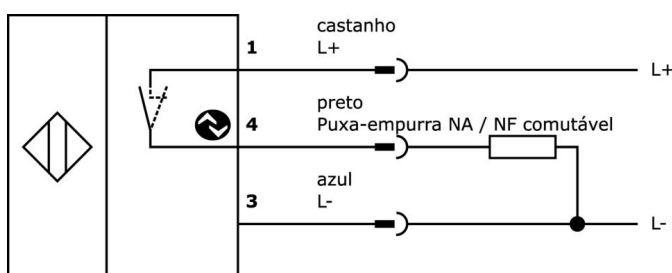 castanho
1 L+ L+
preto
4 Puxa-empurra NA / NF comutável
azul
3 L- L-